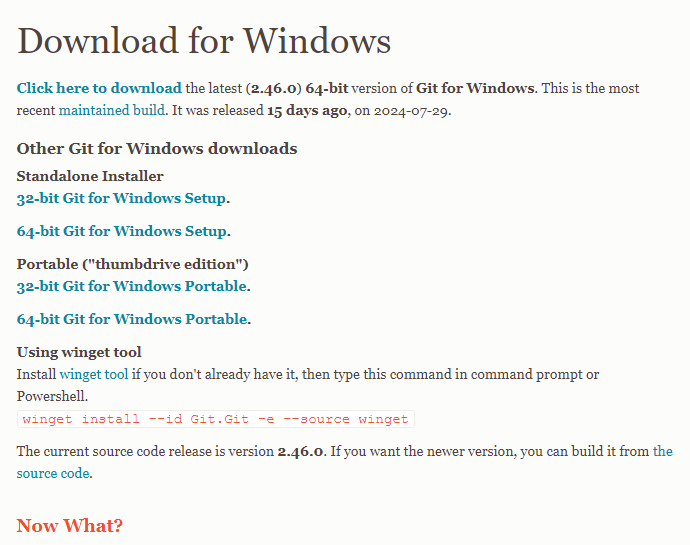 Download for Windows
Click here to download the latest (2.46.0) 64-bit version of Git for Windows. This is the most
recent maintained build. It was released 15 days ago, on 2024-07-29.
Other Git for Windows downloads
Standalone Installer
32-bit Git for Windows Setup.
64-bit Git for Windows Setup.
Portable ("thumbdrive edition")
32-bit Git for Windows Portable.
64-bit Git for Windows Portable.
Using winget tool
Install winget tool if you don't already have it, then type this command in command prompt or
Powershell.
winget install --id Git.Git -e --source winget
The current source code release is version 2.46.0. If you want the newer version, you can build it from the
source code.
Now What?